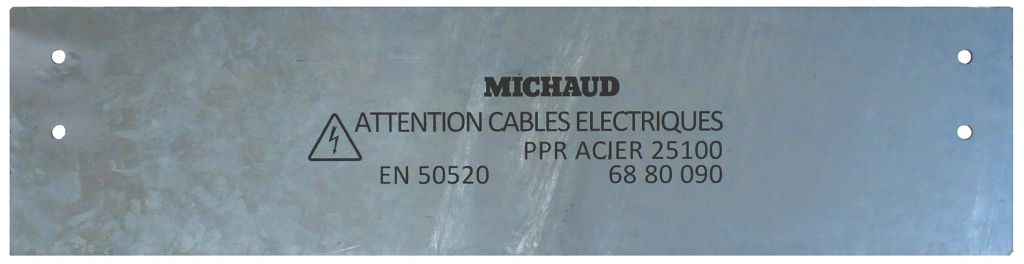 MICHAUD
ATTENTION CABLES ELECTRIQUES
PPR ACIER 25100
EN 50520 68 80 090